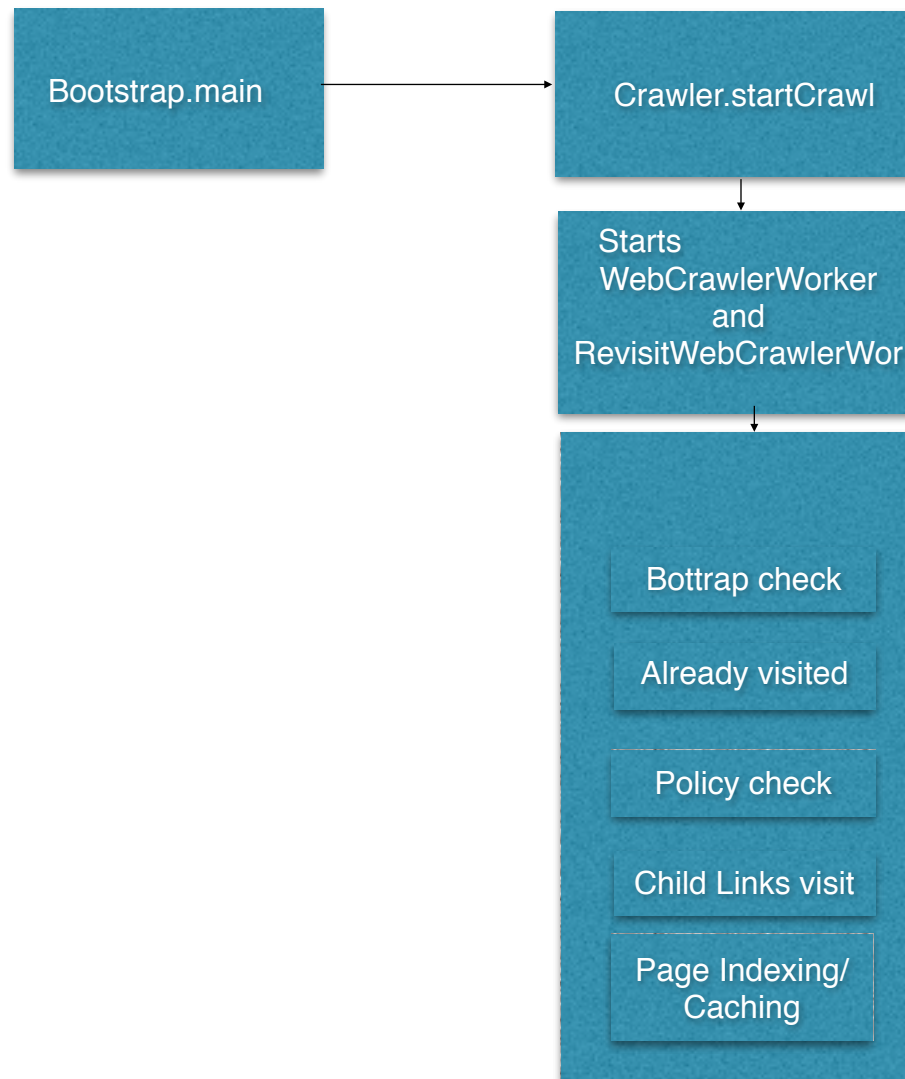 Bootstrap.main
Crawler.startCrawl
Starts
WebCrawlerWorker
and
RevisitWebCrawlerWor
Bottrap check
Already visited
Policy check
Child Links visit
Page Indexing/
Caching